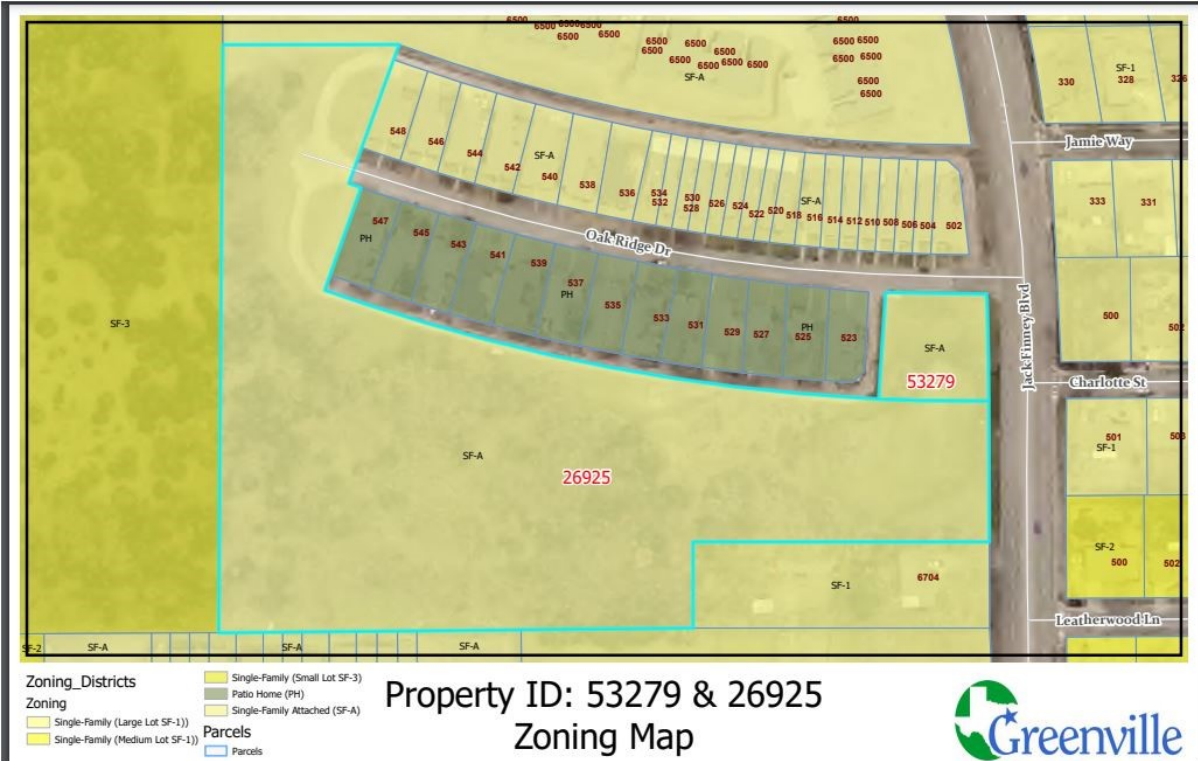 6500 6500 6500 6500 6500 6500
6500 6500 6500 6500
6500 6500 6500 6500 6500
6500 6500
6500
6500
SF-A
SF-1
330 328 326
Jamie Way
548 546 544 542 540 538 536 534 532 530 528 526 524 522 520 518 516 514 512 510 508 506 504 502
SF-A
SF-A
333 331
Oak Ridge Dr
547 545 543 541 539 537 535 533 531 529 527 525 523
PH
PH
PH
SF-3
Jack Finney Blvd
500 502
SF-A
53279
Charlotte St
SF-A
26925
501 503
SF-1
SF-2
500 502
SF-1
6704
Leatherwood Ln
SF-2 SF-A SF-A SF-A
Zoning_Districts
Zoning
Single-Family (Large Lot SF-1))
Single-Family (Medium Lot SF-1))
Single-Family (Small Lot SF-3)
Patio Home (PH)
Single-Family Attached (SF-A)
Parcels
Parcels
Property ID: 53279 & 26925
Zoning Map
Greenville